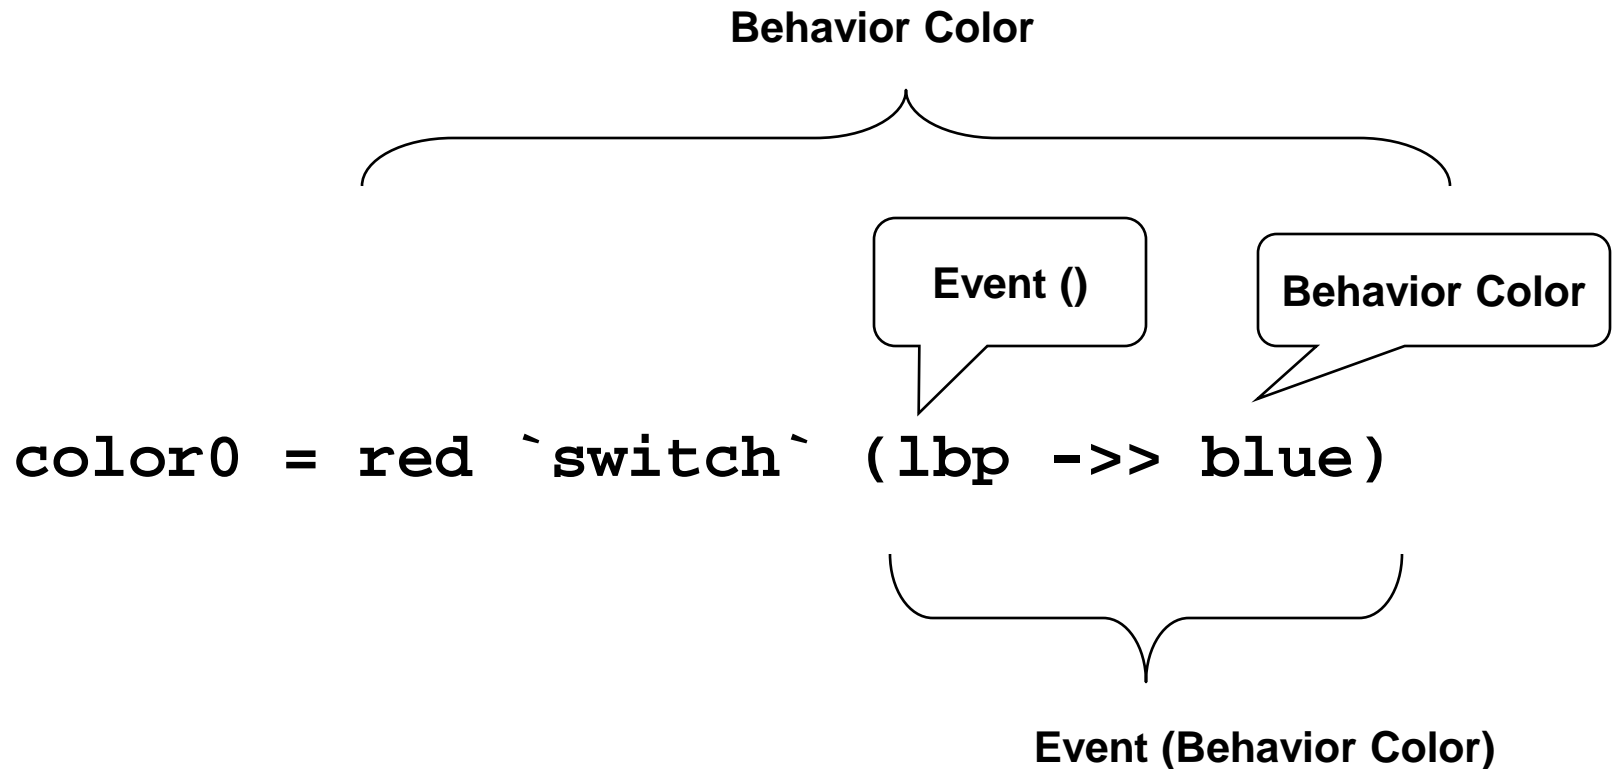 Behavior Color
Event ()
Behavior Color
color0 = red `switch` (lbp ->> blue)
Event (Behavior Color)